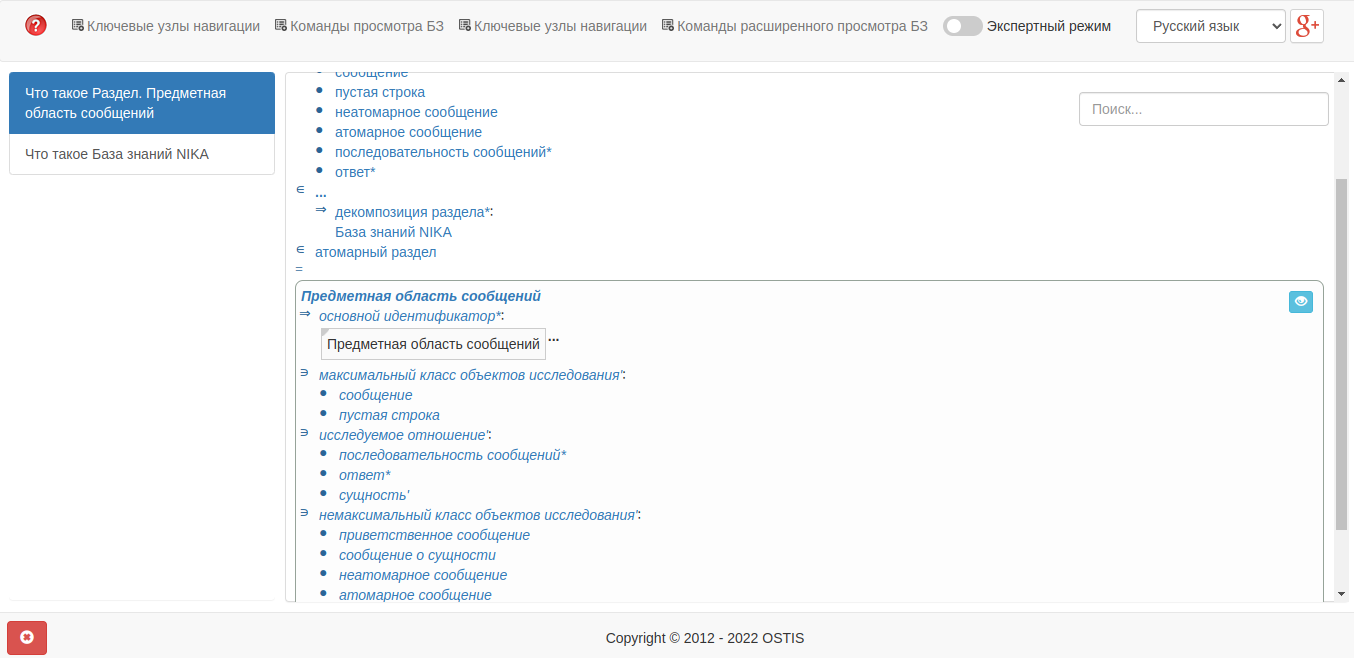 Ключевые узлы навигации Команды просмотра БЗ Ключевые узлы навигации Команды расширенного просмотра БЗ Экспертный режим Русский язык g+
Что такое Раздел. Предметная
область сообщений
Что такое База знаний NIKA
Поиск...
сообщение
• пустая строка
• неатомарное сообщение
• атомарное сообщение
• последовательность сообщений*
• ответ*
∈ ...
⇒ декомпозиция раздела*:
База знаний NIKA
∈ атомарный раздел
=
Предметная область сообщений
⇒ основной идентификатор*:
Предметная область сообщений ...
∋ максимальный класс объектов исследования':
• сообщение
• пустая строка
∋ исследуемое отношение':
• последовательность сообщений*
• ответ*
• сущность'
∋ немаксимальный класс объектов исследования':
• приветственное сообщение
• сообщение о сущности
• неатомарное сообщение
• атомарное сообщение
Copyright © 2012 - 2022 OSTIS